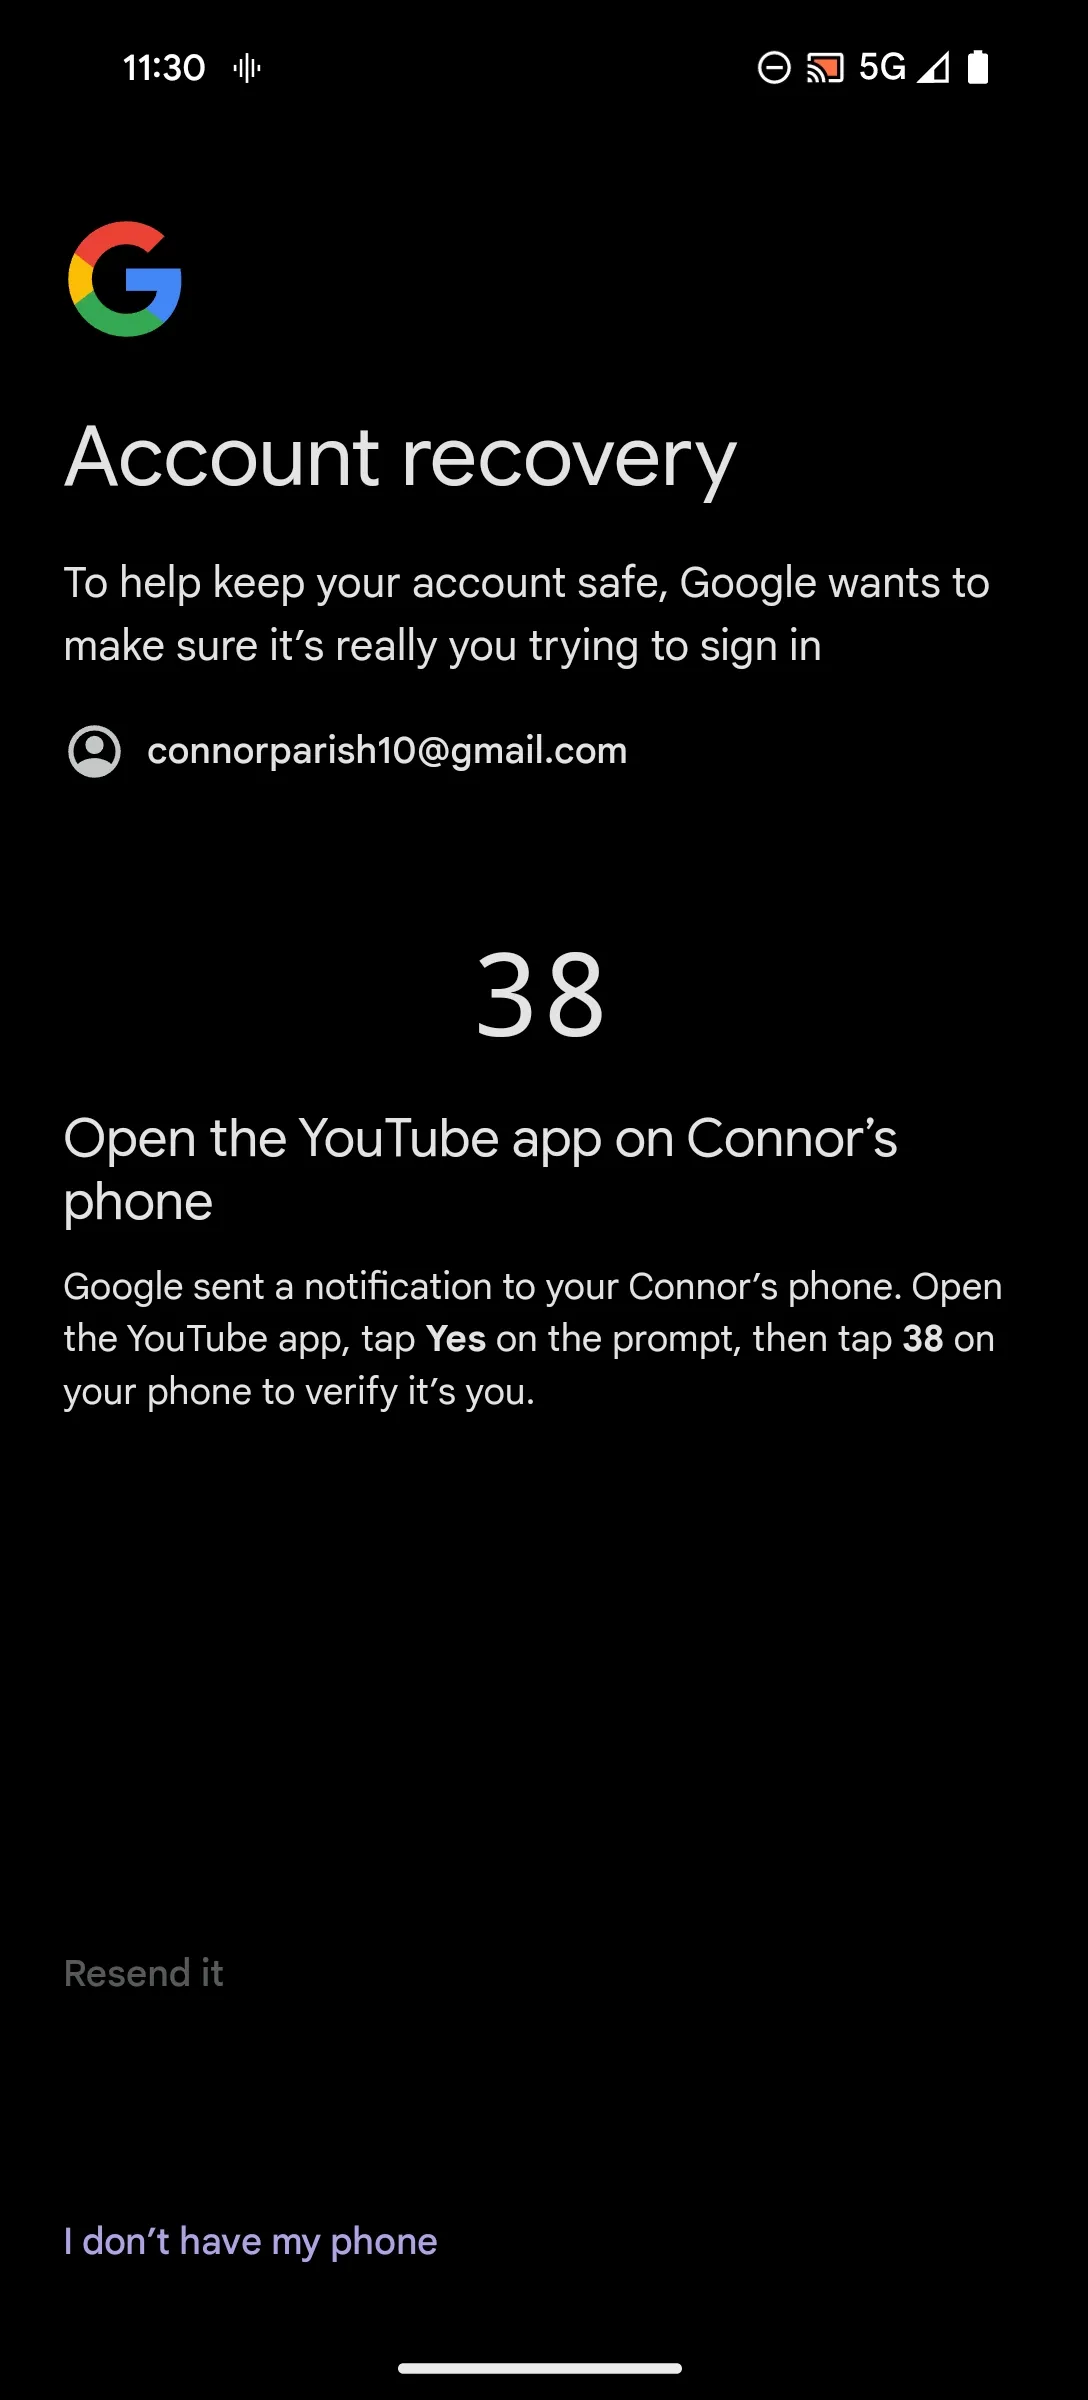 11:30
5G
Account recovery
To help keep your account safe, Google wants to
make sure it’s really you trying to sign in
connorparish10@gmail.com
38
Open the YouTube app on Connor’s
phone
Google sent a notification to your Connor’s phone. Open
the YouTube app, tap Yes on the prompt, then tap 38 on
your phone to verify it’s you.
Resend it
I don’t have my phone